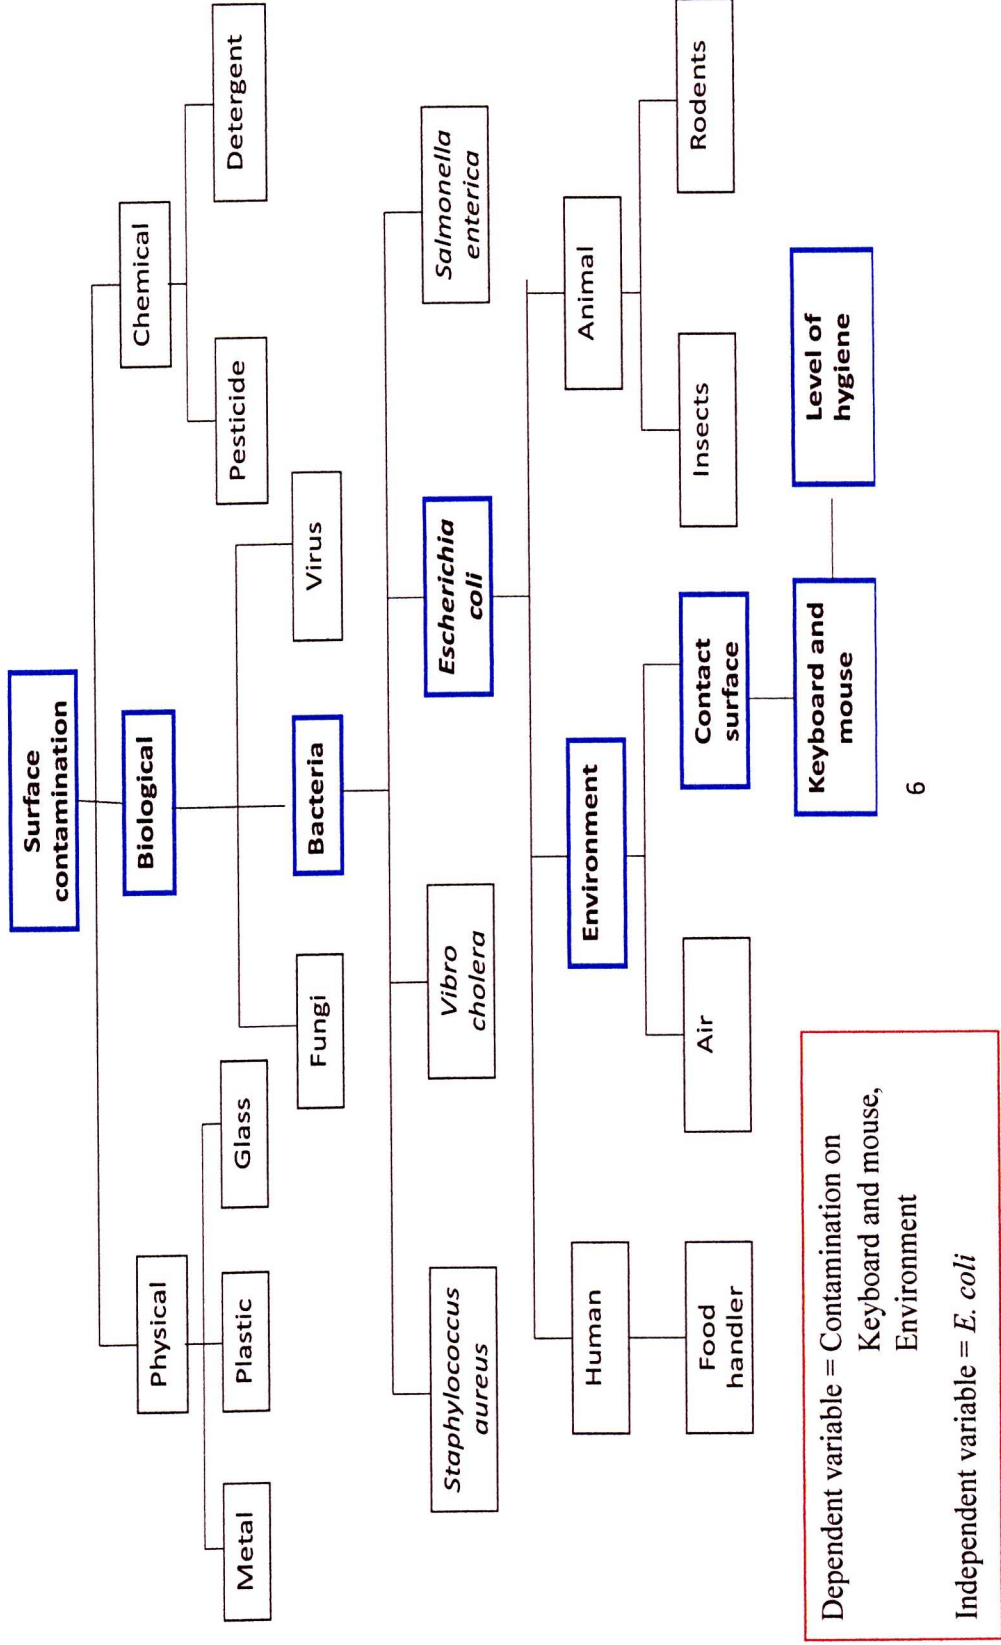 Surface
contamination
Physical
Biological
Chemical
Metal
Plastic
Glass
Pesticide
Detergent
Fungi
Bacteria
Virus
Staphylococcus
aureus
Vibro
cholera
Escherichia
coli
Salmonella
enterica
Human
Environment
Animal
Food
handler
Air
Contact
surface
Insects
Rodents
Keyboard and
mouse
Level of
hygiene
Dependent variable = Contamination on
Keyboard and mouse,
Environment
Independent variable = E. coli
6